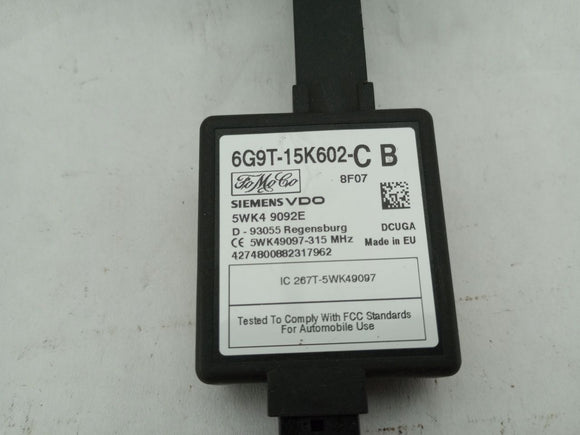 6G9T-15K602-C B
FoMoCo
8F07
SIEMENS VDO
5WK4 9092E
D - 93055 Regensburg
DCUGA
CE 5WK49097-315 MHz
Made in EU
4274800882317962
IC 267T-5WK49097
Tested To Comply With FCC Standards
For Automobile Use